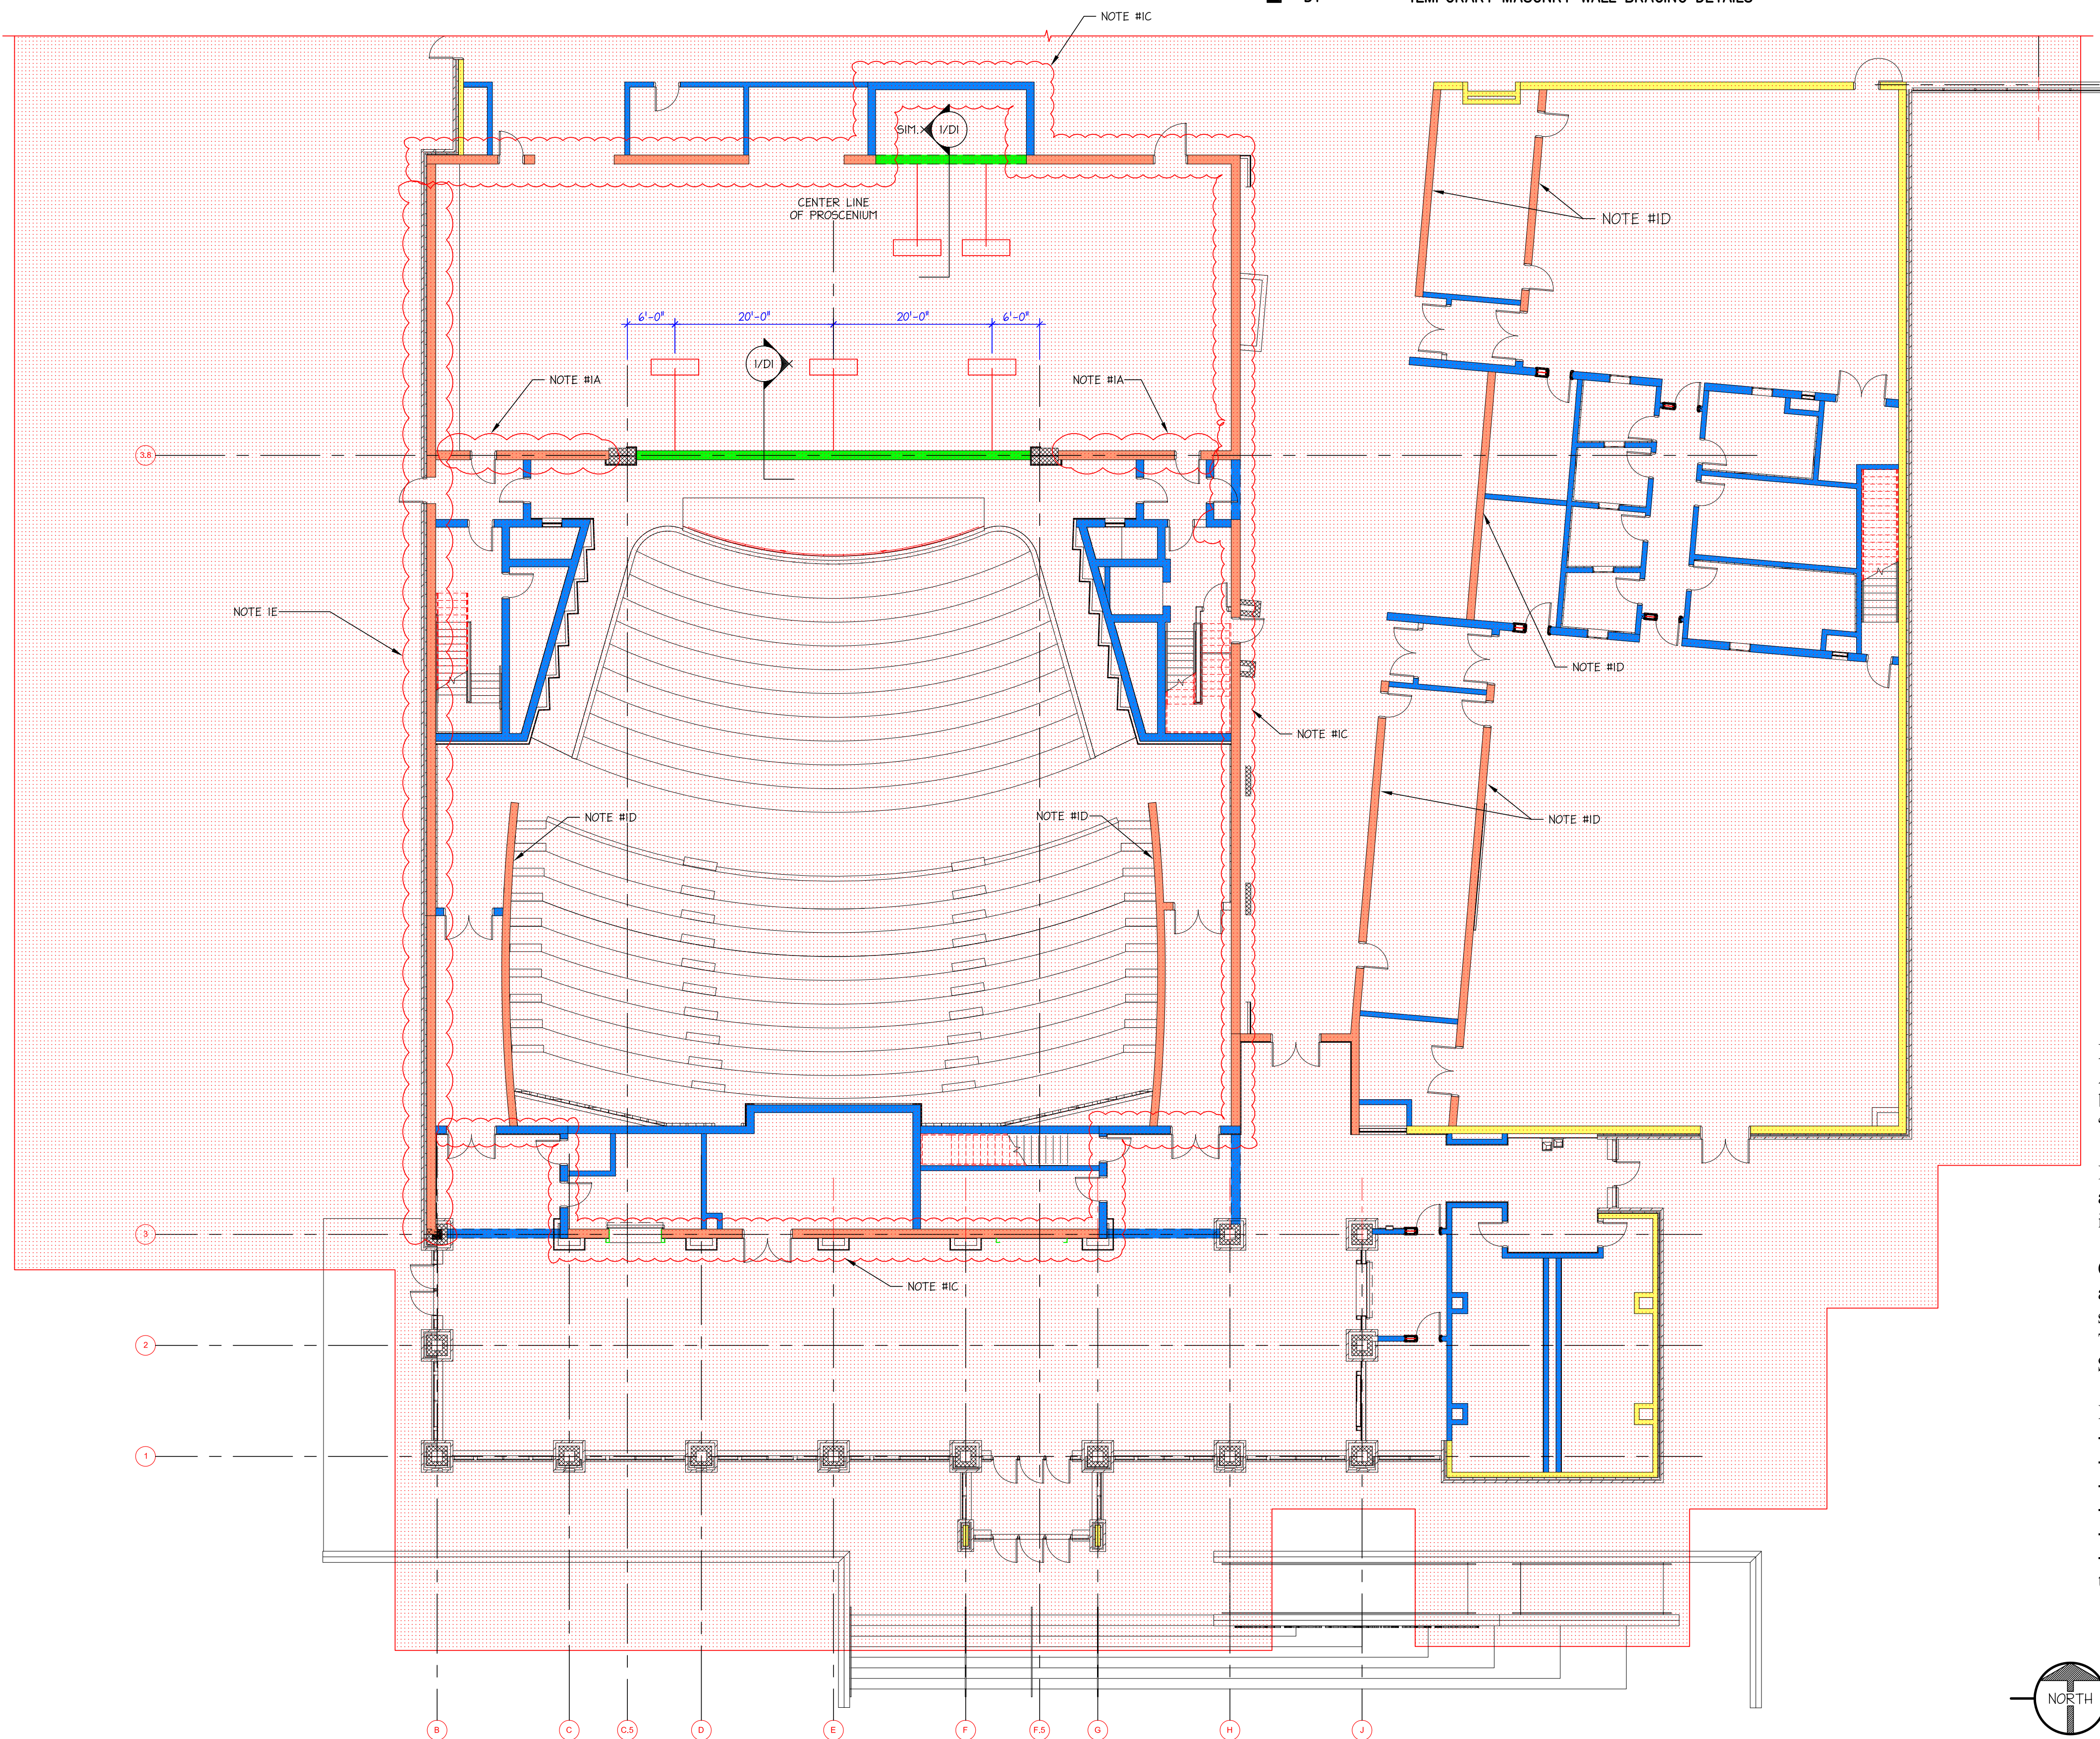 D1 TEMPORARY MASONRY WALL BRACING DETAILS
NOTE #1C
SIM.
1/D1
CENTER LINE
OF PROSCENIUM
NOTE #1D
6'-0" 20'-0" 20'-0" 6'-0"
1/D1
NOTE #1A
NOTE #1A
3.8
NOTE 1E
NOTE #1D
NOTE #1C
NOTE #1D
NOTE #1D
NOTE #1D
3
NOTE #1C
2
1
NORTH
B C C.5 D E F F.5 G H J